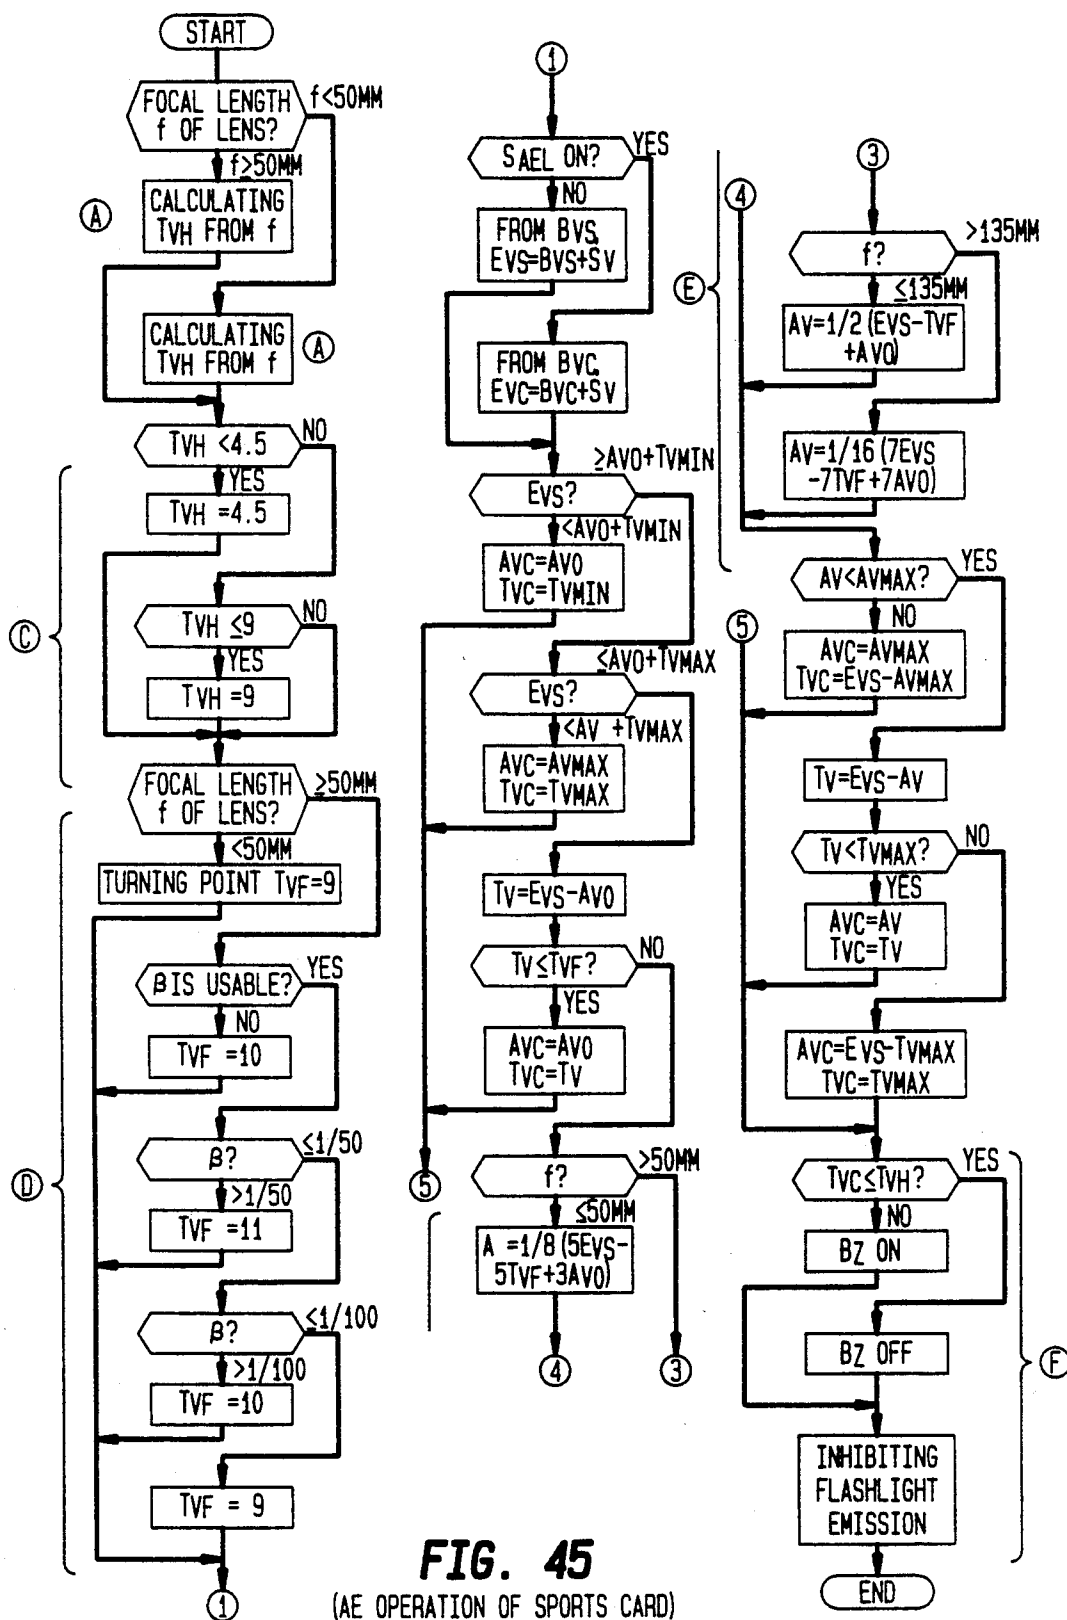 START
FOCAL LENGTH
f OF LENS?
f<50MM
f≥50MM
CALCULATING
TVH FROM f
A
CALCULATING
TVH FROM f
A
TVH <4.5
NO
YES
TVH =4.5
TVH ≤9
NO
YES
TVH =9
C
FOCAL LENGTH
f OF LENS?
≥50MM
<50MM
TURNING POINT TVF=9
β IS USABLE?
YES
NO
TVF =10
β?
≤1/50
>1/50
TVF =11
D
β?
≤1/100
>1/100
TVF =10
TVF = 9
1
1
SAEL ON?
YES
NO
FROM BVS,
EVS=BVS+SV
FROM BVC,
EVC=BVC+SV
≥AVO+TVMIN
EVS?
<AVO+TVMIN
AVC=AVO
TVC=TVMIN
≤AVO+TVMAX
EVS?
<AV +TVMAX
AVC=AVMAX
TVC=TVMAX
TV=EVS-AVO
TV≤TVF?
NO
YES
AVC=AVO
TVC=TV
5
f?
>50MM
≤50MM
A =1/8(5EVS-
5TVF+3AVO)
4
3
E
4
3
f?
>135MM
≤135MM
AV=1/2(EVS-TVF
+AVO)
AV=1/16(7EVS
-7TVF+7AVO)
AV<AVMAX?
YES
NO
5
AVC=AVMAX
TVC=EVS-AVMAX
TV=EVS-AV
TV<TVMAX?
NO
YES
AVC=AV
TVC=TV
AVC=EVS-TVMAX
TVC=TVMAX
TVC≤TVH?
YES
NO
BZ ON
BZ OFF
F
INHIBITING
FLASHLIGHT
EMISSION
END
FIG. 45
(AE OPERATION OF SPORTS CARD)